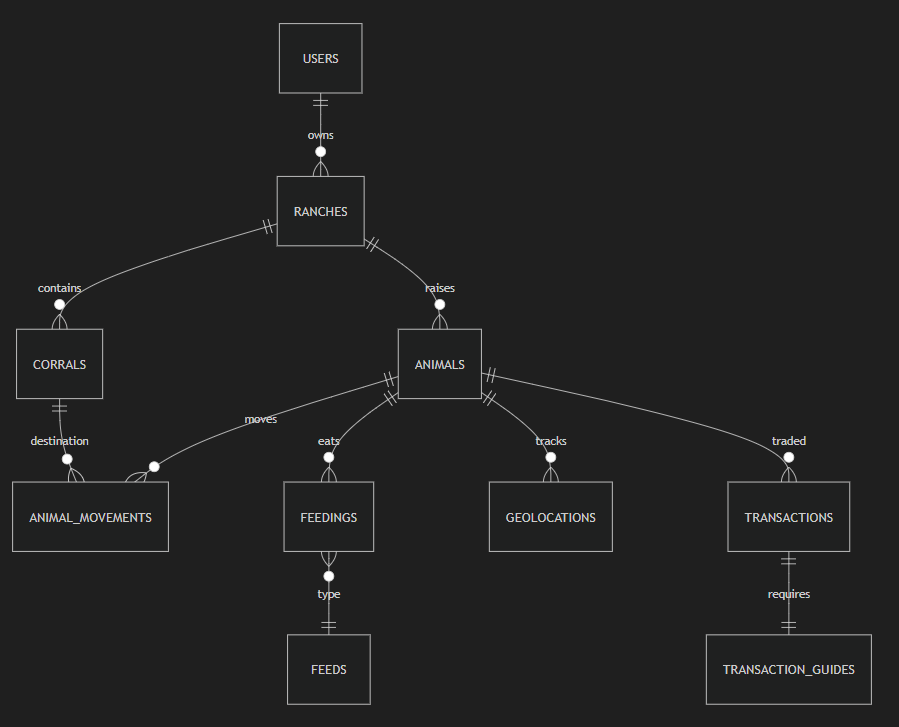 USERS
owns
RANCHES
contains
raises
CORRALS
ANIMALS
moves
destination
eats
tracks
traded
ANIMAL_MOVEMENTS
FEEDINGS
GEOLOCATIONS
TRANSACTIONS
type
requires
FEEDS
TRANSACTION_GUIDES